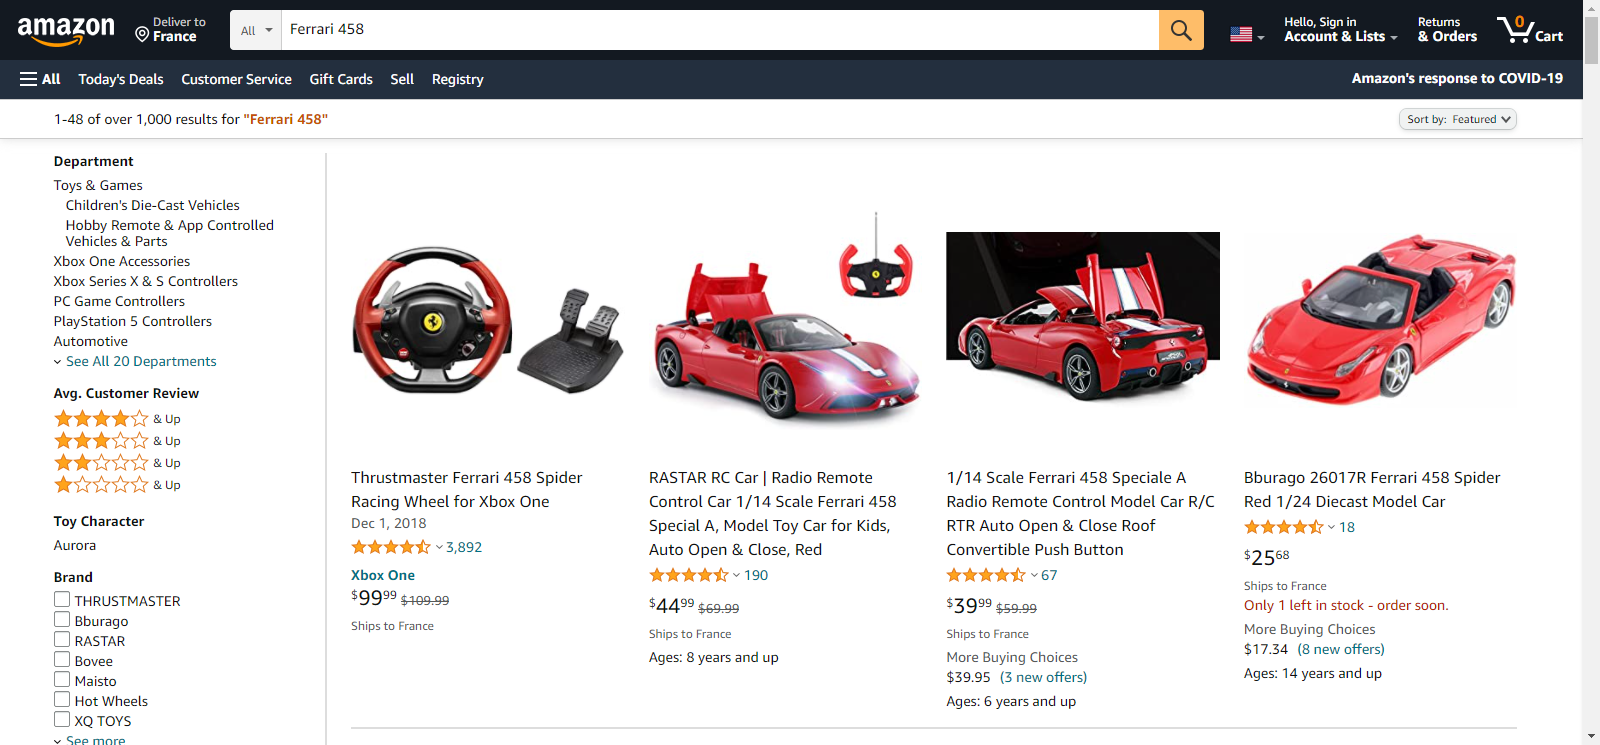 amazon
Deliver to
France
All
Ferrari 458
Hello, Sign in
Account & Lists
Returns
& Orders
0
Cart
All
Today's Deals
Customer Service
Gift Cards
Sell
Registry
Amazon's response to COVID-19
1-48 of over 1,000 results for "Ferrari 458"
Sort by: Featured
Department
Toys & Games
Children's Die-Cast Vehicles
Hobby Remote & App Controlled
Vehicles & Parts
Xbox One Accessories
Xbox Series X & S Controllers
PC Game Controllers
PlayStation 5 Controllers
Automotive
See All 20 Departments
Avg. Customer Review
& Up
& Up
& Up
& Up
Toy Character
Aurora
Brand
THRUSTMASTER
Bburago
RASTAR
Bovee
Maisto
Hot Wheels
XQ TOYS
See more
Thrustmaster Ferrari 458 Spider
Racing Wheel for Xbox One
Dec 1, 2018
3,892
Xbox One
$99.99 $109.99
Ships to France
RASTAR RC Car | Radio Remote
Control Car 1/14 Scale Ferrari 458
Special A, Model Toy Car for Kids,
Auto Open & Close, Red
190
$44.99 $69.99
Ships to France
Ages: 8 years and up
1/14 Scale Ferrari 458 Speciale A
Radio Remote Control Model Car R/C
RTR Auto Open & Close Roof
Convertible Push Button
67
$39.99 $59.99
Ships to France
More Buying Choices
$39.95 (3 new offers)
Ages: 6 years and up
Bburago 26017R Ferrari 458 Spider
Red 1/24 Diecast Model Car
18
$25.68
Ships to France
Only 1 left in stock - order soon.
More Buying Choices
$17.34 (8 new offers)
Ages: 14 years and up